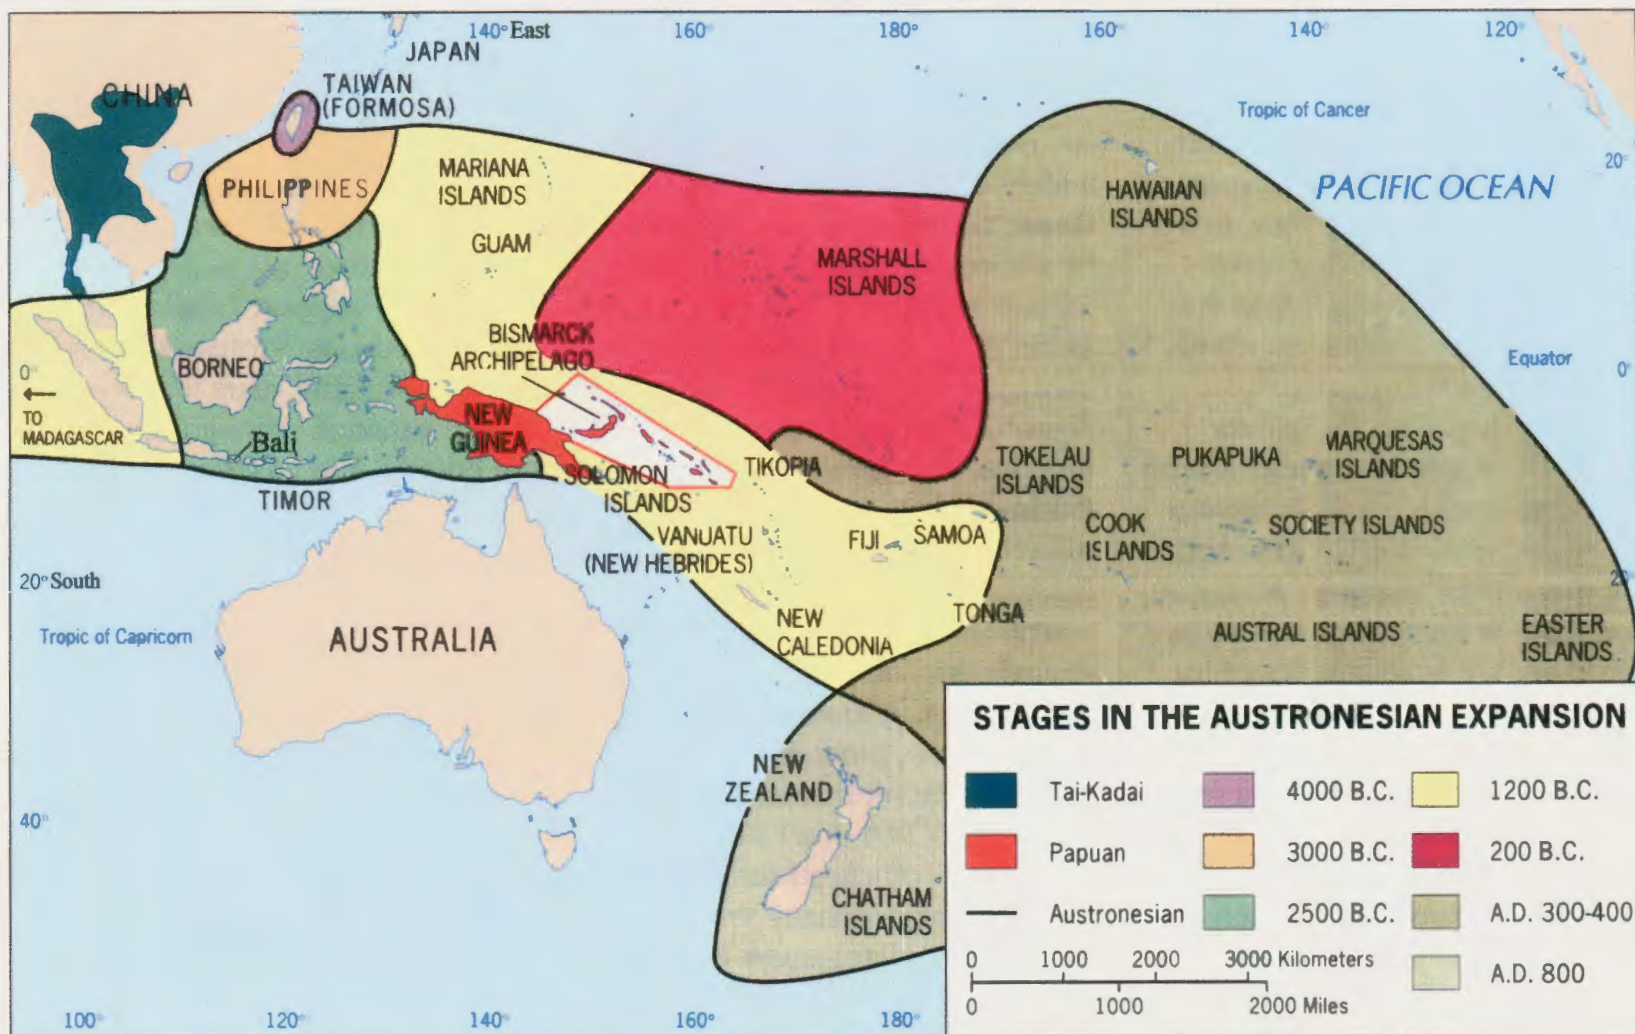 140° East
160°
180°
160°
140°
120°
JAPAN
CHINA
TAIWAN
(FORMOSA)
Tropic of Cancer
20°
MARIANA
ISLANDS
PHILIPPINES
HAWAIIAN
ISLANDS
PACIFIC OCEAN
GUAM
MARSHALL
ISLANDS
BISMARCK
ARCHIPELAGO
BORNEO
Equator
0°
0°
TO
MADAGASCAR
NEW
GUINEA
Bali
TIMOR
SOLOMON
ISLANDS
TIKOPIA
TOKELAU
ISLANDS
PUKAPUKA
MARQUESAS
ISLANDS
VANUATU
(NEW HEBRIDES)
FIJI
SAMOA
COOK
ISLANDS
SOCIETY ISLANDS
20° South
20°
Tropic of Capricorn
AUSTRALIA
NEW
CALEDONIA
TONGA
AUSTRAL ISLANDS
EASTER
ISLANDS
NEW
ZEALAND
40°
CHATHAM
ISLANDS
STAGES IN THE AUSTRONESIAN EXPANSION
Tai-Kadai
4000 B.C.
1200 B.C.
Papuan
3000 B.C.
200 B.C.
Austronesian
2500 B.C.
A.D. 300-400
A.D. 800
0 1000 2000 3000 Kilometers
0 1000 2000 Miles
100°
120°
140°
160°
180°